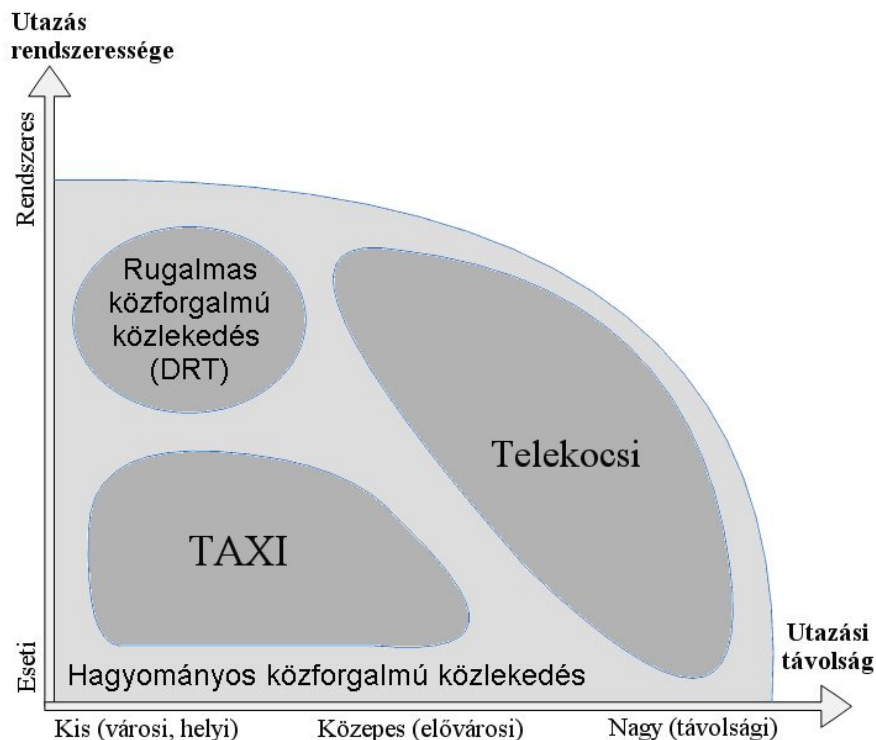 Utazás
rendszeressége
Rendszeres
Rugalmas
közforgalmú
közlekedés
(DRT)
Telekocsi
TAXI
Eseti
Hagyományos közforgalmú közlekedés
Utazási
távolság
Kis (városi, helyi)
Közepes (elővárosi)
Nagy (távolsági)